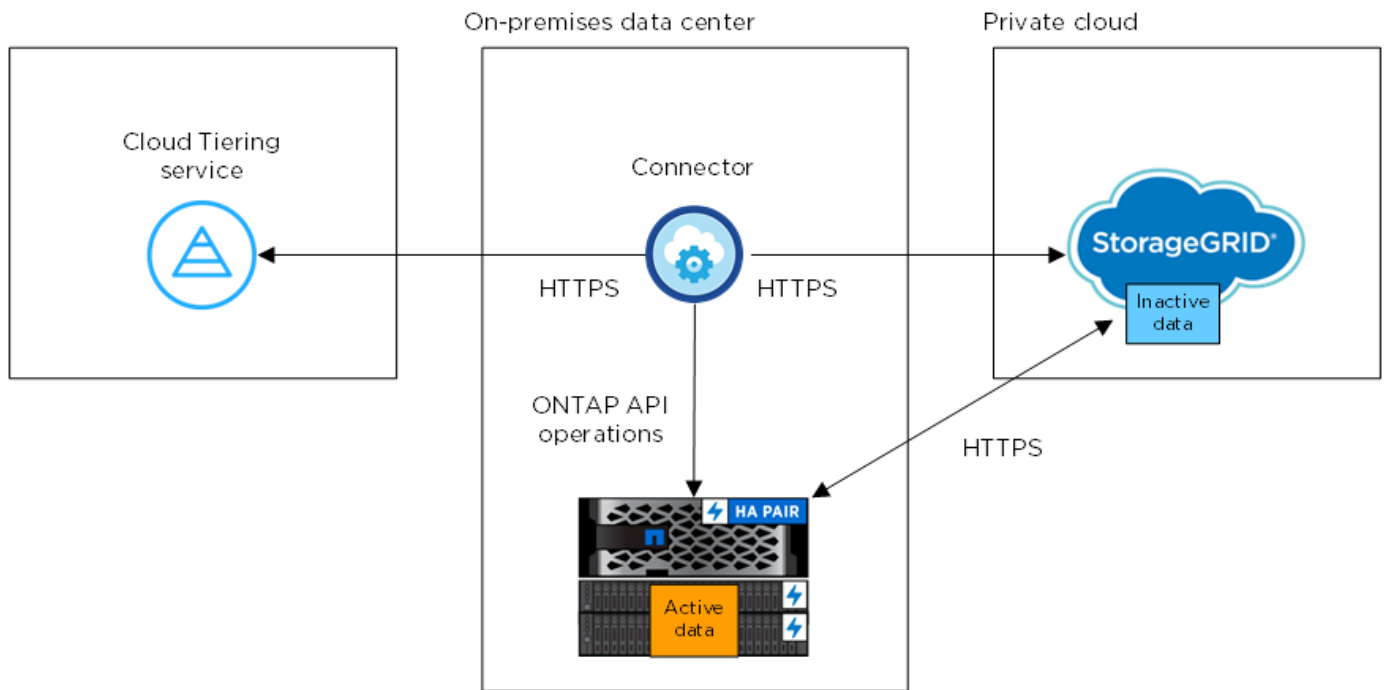 On-premises data center
Private cloud
Cloud Tiering
service
Connector
StorageGRID®
HTTPS
HTTPS
Inactive
data
ONTAP API
operations
HTTPS
HA PAIR
Active
data